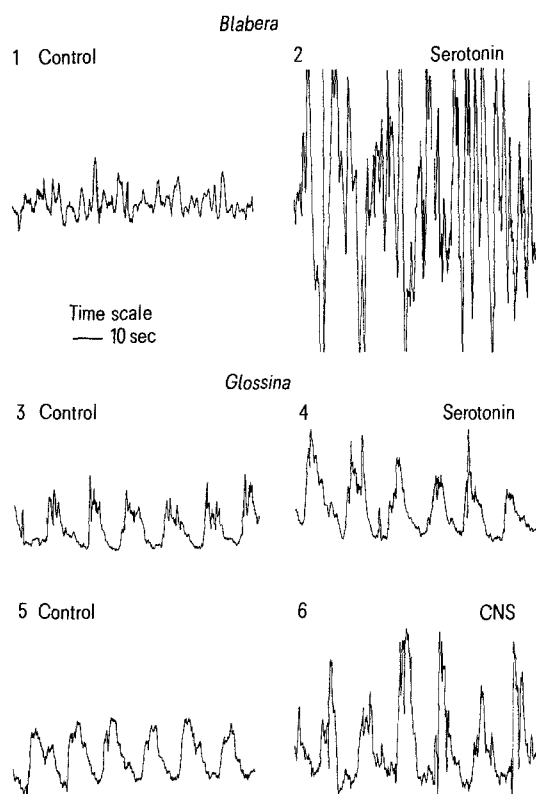 Blabera
1 Control
2 Serotonin
Time scale
10 sec
Glossina
3 Control
4 Serotonin
5 Control
6 CNS